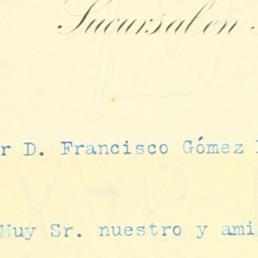 Sucursal en
r D. Francisco Gómez
Muy Sr. nuestro y ami